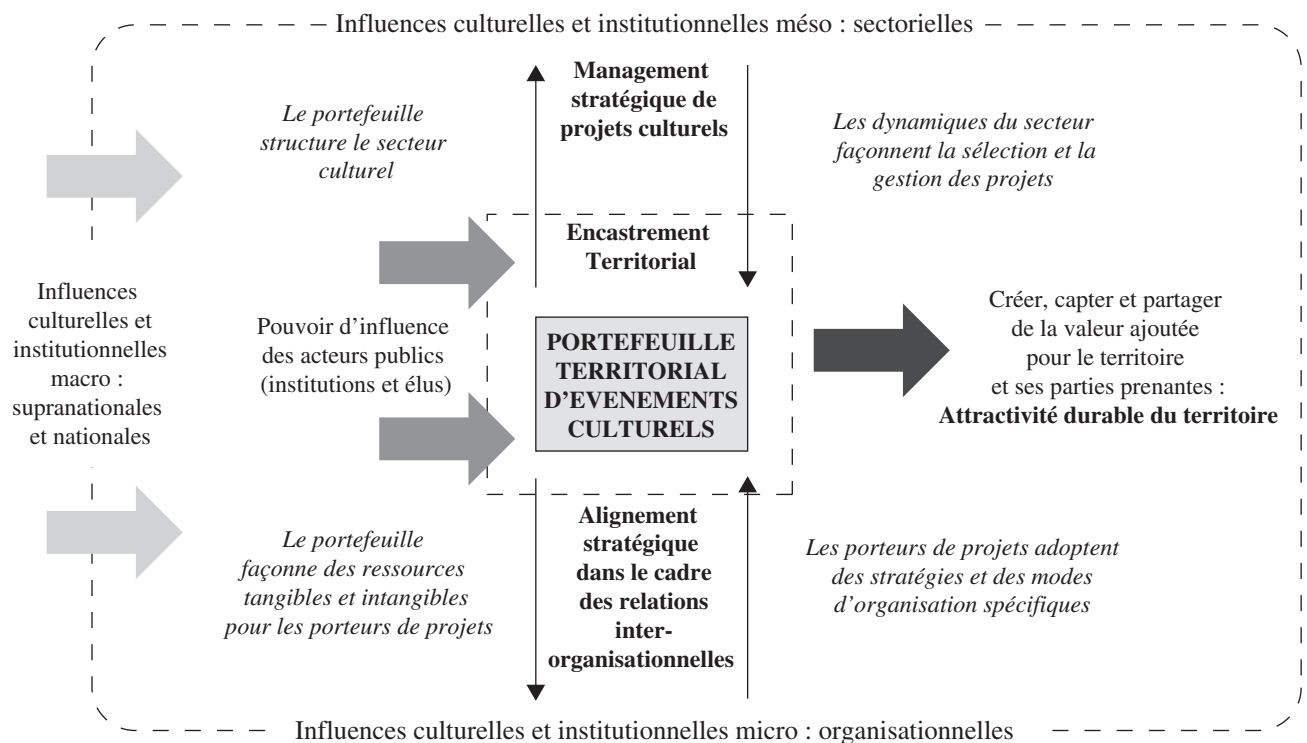 Influences culturelles et institutionnelles méso : sectorielles
Management
stratégique de
projets culturels
Le portefeuille
structure le secteur
culturel
Les dynamiques du secteur
façonnent la sélection et la
gestion des projets
Encastrement
Territorial
Influences
culturelles et
institutionnelles
macro :
supranationales
et nationales
Pouvoir d’influence
des acteurs publics
(institutions et élus)
PORTEFEUILLE
TERRITORIAL
D’EVENEMENTS
CULTURELS
Créer, capter et partager
de la valeur ajoutée
pour le territoire
et ses parties prenantes :
Attractivité durable du territoire
Alignement
stratégique
dans le cadre
des relations
inter-
organisationnelles
Le portefeuille
façonne des ressources
tangibles et intangibles
pour les porteurs de projets
Les porteurs de projets adoptent
des stratégies et des modes
d’organisation spécifiques
Influences culturelles et institutionnelles micro : organisationnelles